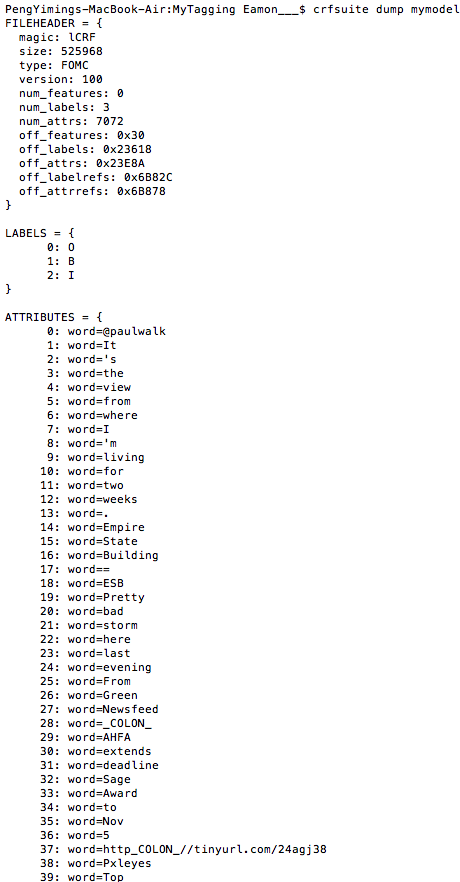 PengYimings-MacBook-Air:MyTagging Eamon___$ crfsuite dump mymodel
FILEHEADER = {
  magic: lCRF
  size: 525968
  type: FOMC
  version: 100
  num_features: 0
  num_labels: 3
  num_attrs: 7072
  off_features: 0x30
  off_labels: 0x23618
  off_attrs: 0x23E8A
  off_labelrefs: 0x6B82C
  off_attrrefs: 0x6B878
}

LABELS = {
      0: O
      1: B
      2: I
}

ATTRIBUTES = {
      0: word=@paulwalk
      1: word=It
      2: word='s
      3: word=the
      4: word=view
      5: word=from
      6: word=where
      7: word=I
      8: word='m
      9: word=living
     10: word=for
     11: word=two
     12: word=weeks
     13: word=.
     14: word=Empire
     15: word=State
     16: word=Building
     17: word==
     18: word=ESB
     19: word=Pretty
     20: word=bad
     21: word=storm
     22: word=here
     23: word=last
     24: word=evening
     25: word=From
     26: word=Green
     27: word=Newsfeed
     28: word=_COLON_
     29: word=AHFA
     30: word=extends
     31: word=deadline
     32: word=Sage
     33: word=Award
     34: word=to
     35: word=Nov
     36: word=5
     37: word=http_COLON_//tinyurl.com/24agj38
     38: word=Pxleyes
     39: word=Top